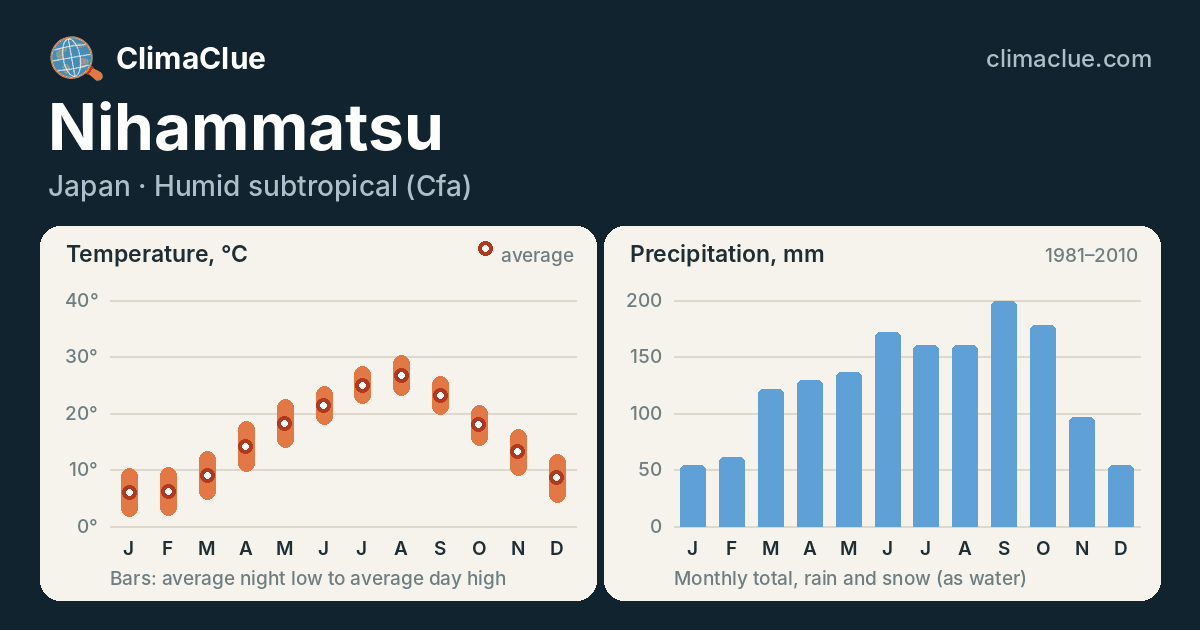 ClimaClue
climaclue.com
Nihammatsu
Japan · Humid subtropical (Cfa)
Temperature, °C
average
40°
30°
20°
10°
0°
J F M A M J J A S O N D
Bars: average night low to average day high
Precipitation, mm
1981–2010
200
150
100
50
0
J F M A M J J A S O N D
Monthly total, rain and snow (as water)